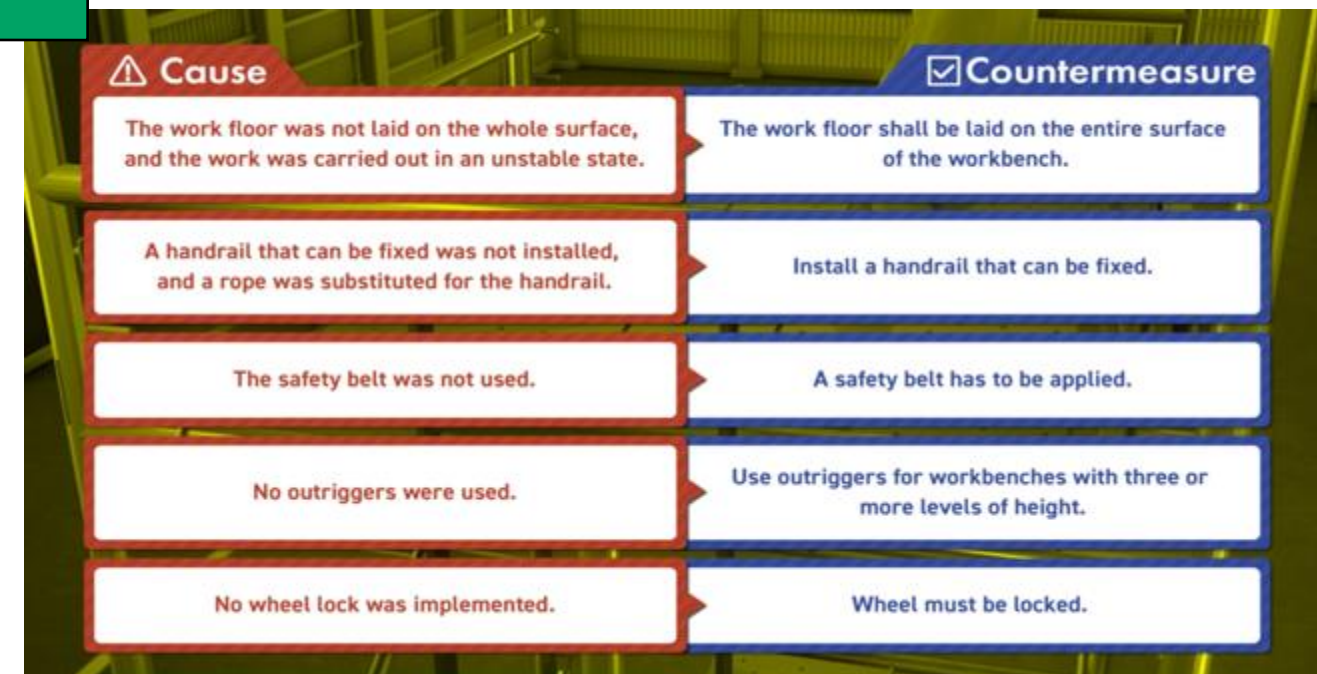 Cause
Countermeasure
The work floor was not laid on the whole surface,
and the work was carried out in an unstable state.
The work floor shall be laid on the entire surface
of the workbench.
A handrail that can be fixed was not installed,
and a rope was substituted for the handrail.
Install a handrail that can be fixed.
The safety belt was not used.
A safety belt has to be applied.
No outriggers were used.
Use outriggers for workbenches with three or
more levels of height.
No wheel lock was implemented.
Wheel must be locked.